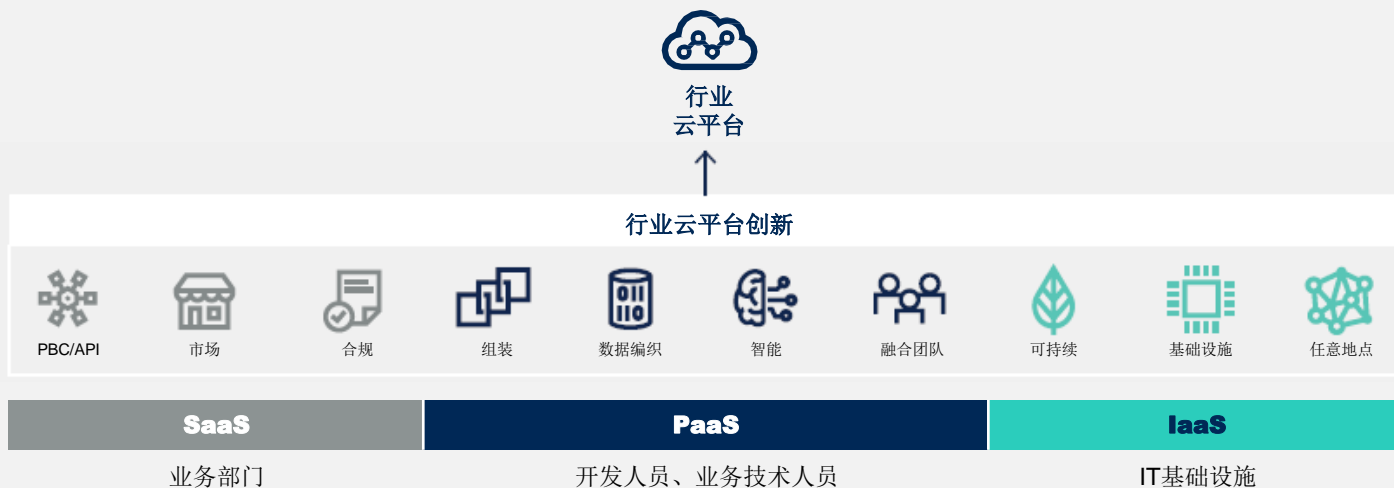 行业
云平台
行业云平台创新
PBC/API 市场 合规 组装 数据编织 智能 融合团队 可持续 基础设施 任意地点
SaaS PaaS IaaS
业务部门 开发人员、业务技术人员 IT基础设施